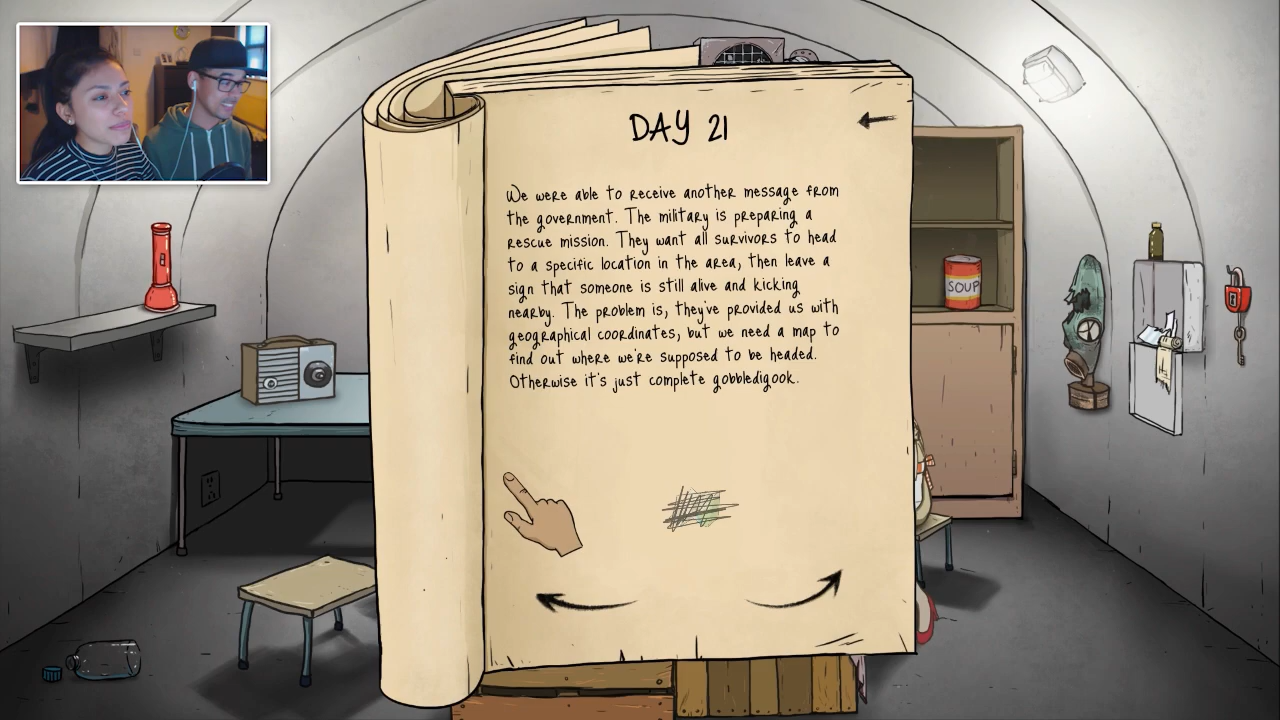 DAY 21
We were able to receive another message from
the government. The military is preparing a
rescue mission. They want all survivors to head
to a specific location in the area, then leave a
sign that someone is still alive and kicking
nearby. The problem is, they've provided us with
geographical coordinates, but we need a map to
find out where we're supposed to be headed.
Otherwise it's just complete gobbledigook.
SOUP